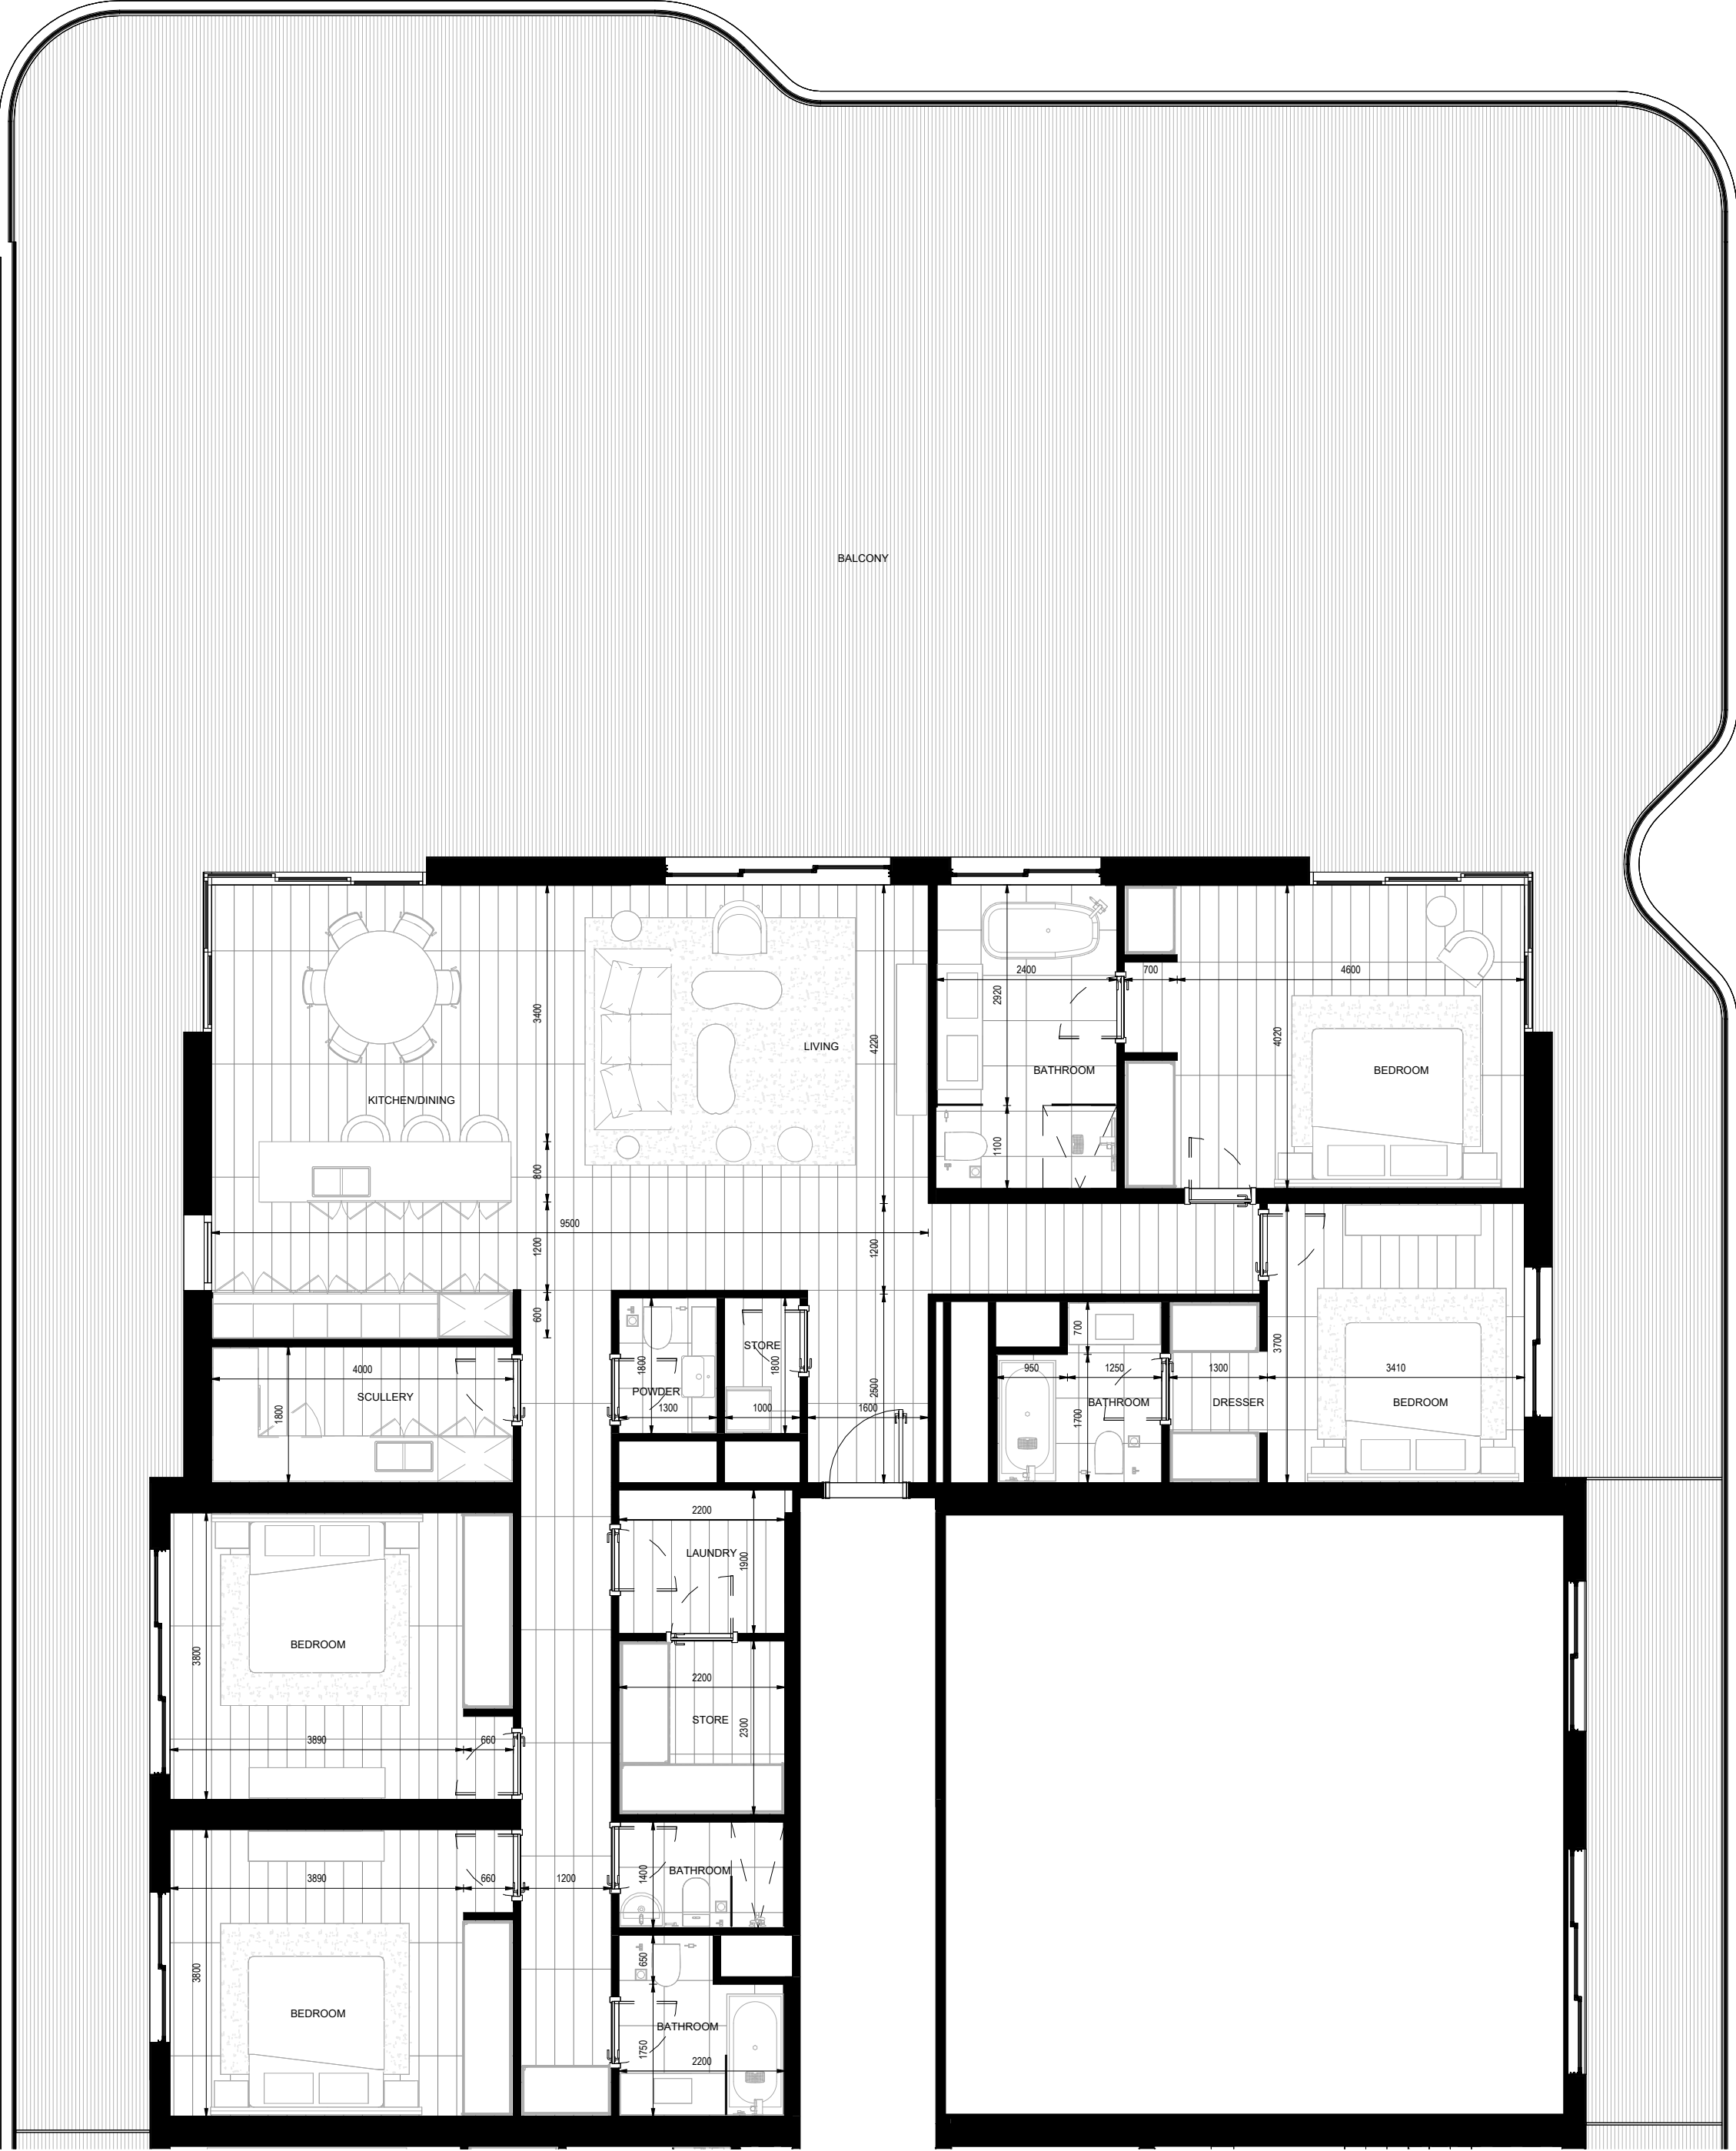 BALCONY
2400
700
4600
2920
3400
4020
4220
LIVING
BATHROOM
BEDROOM
KITCHEN/DINING
1100
800
9500
1200
1200
600
700
3700
STORE
1800
1800
4000
950
1250
1300
3410
POWDER
2500
SCULLERY
BATHROOM
DRESSER
BEDROOM
1300
1000
1600
1800
1700
2200
LAUNDRY
1900
BEDROOM
3800
2200
STORE
2300
3890
660
BATHROOM
1400
3890
660
1200
650
3800
BEDROOM
BATHROOM
1750
2200